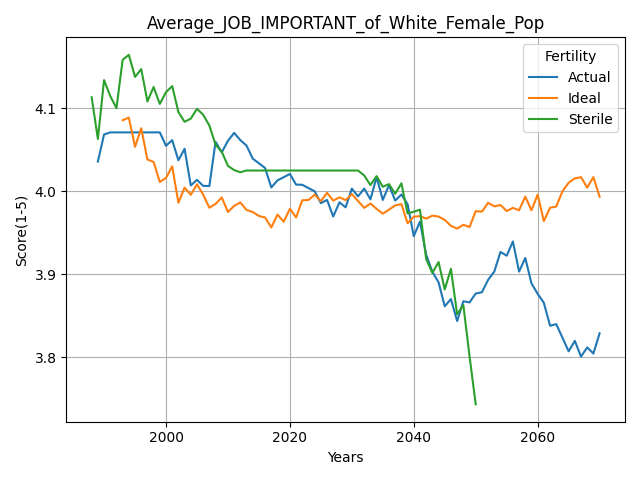 Average_JOB_IMPORTANT_of_White_Female_Pop
Fertility
Actual
Ideal
Sterile
Score(1-5)
4.1
4.0
3.9
3.8
2000 2020 2040 2060
Years